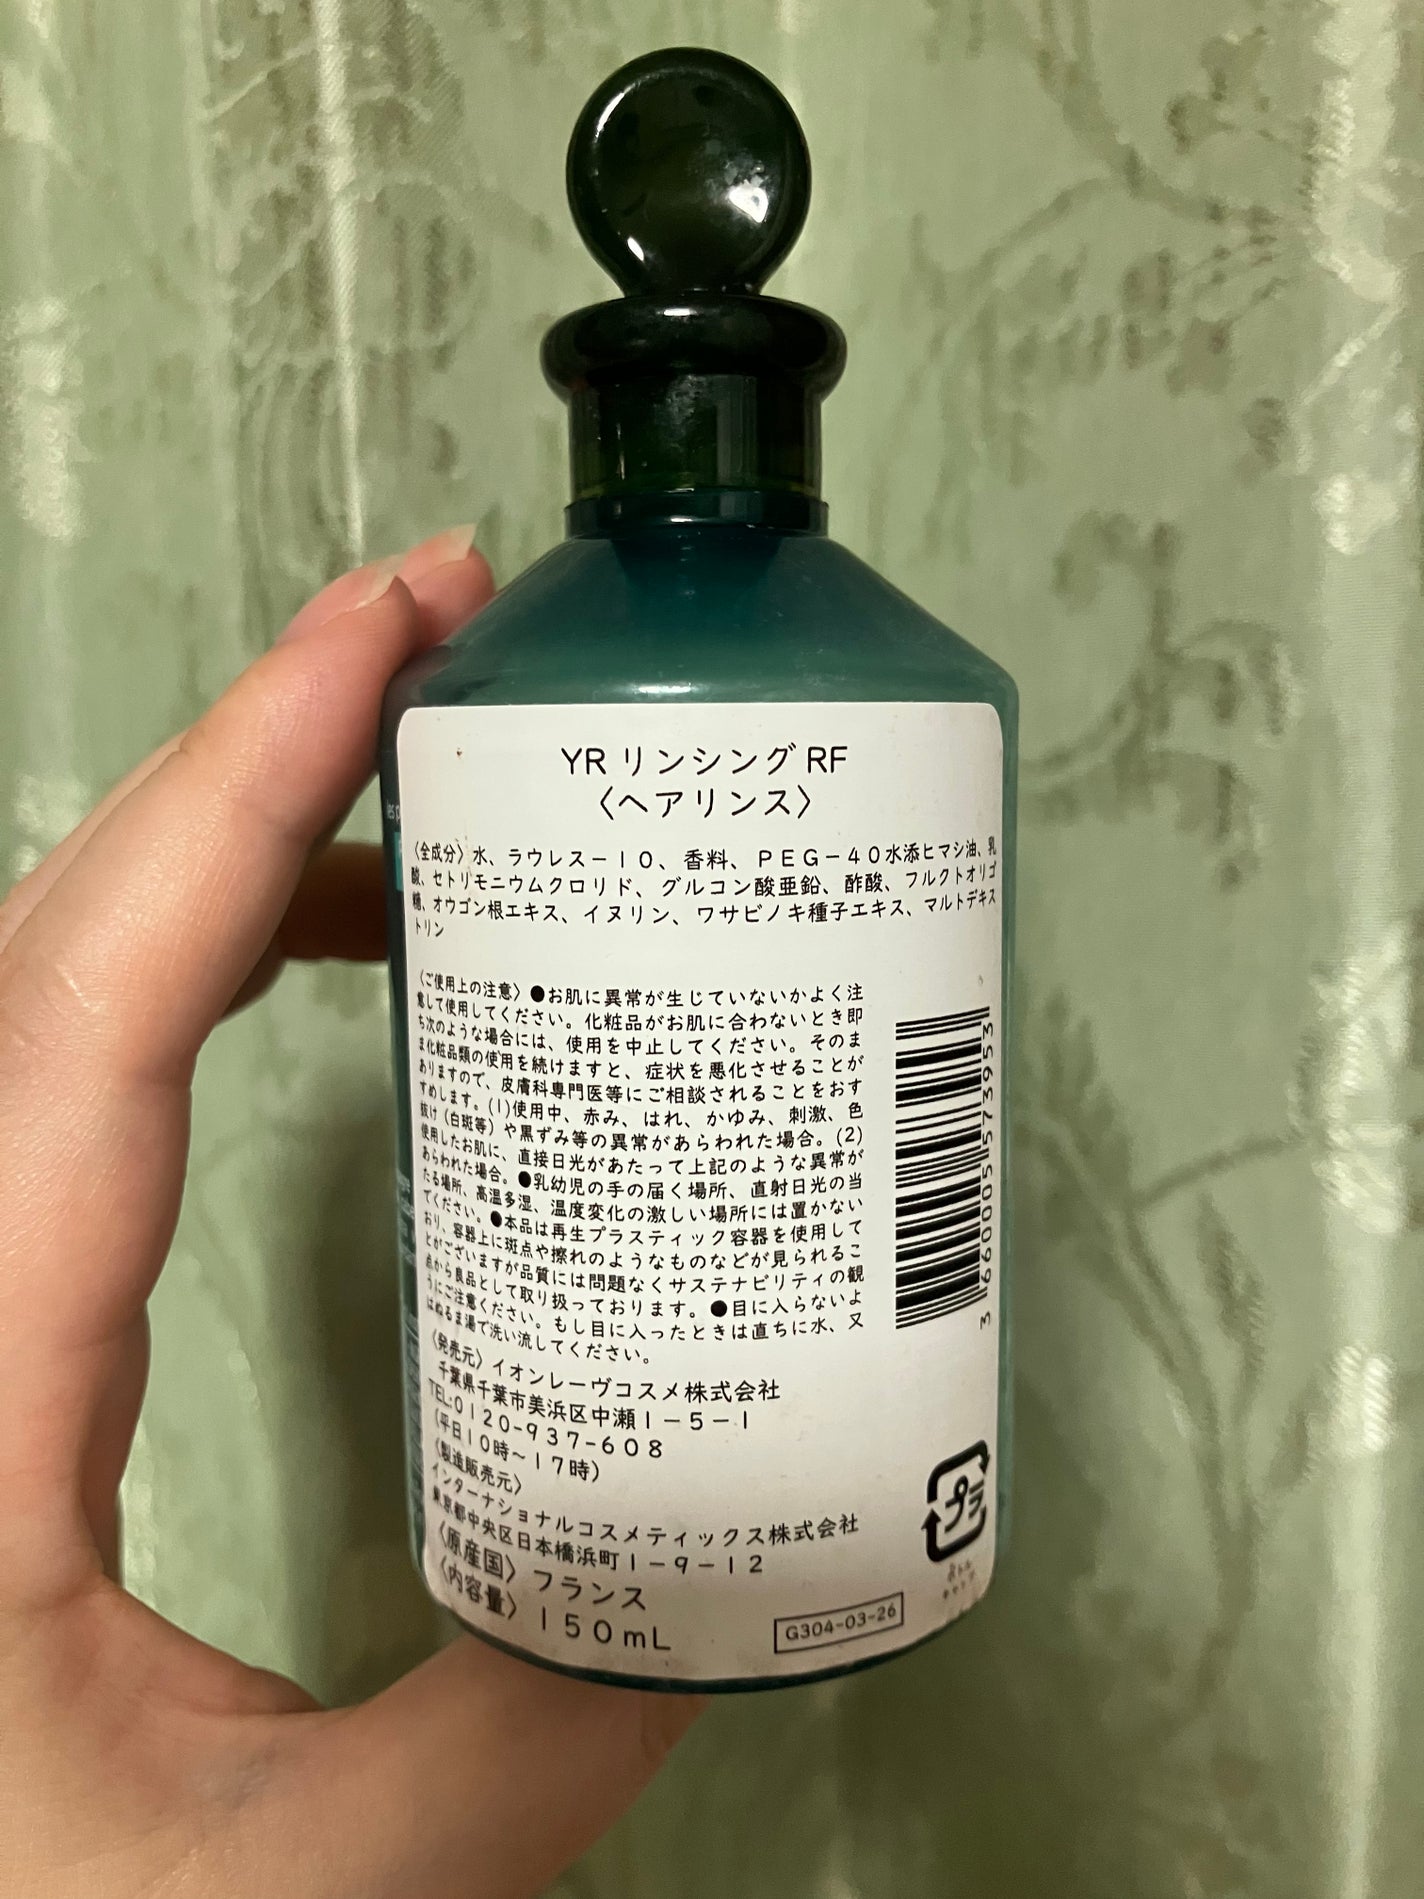 YR リンシング RF
〈ヘアリンス〉
〈全成分〉水、ラウレス－１０、香料、ＰＥＧ－４０水添ヒマシ油、乳
酸、セトリモニウムクロリド、グルコン酸亜鉛、酢酸、フルクトオリゴ
糖、オウゴン根エキス、イヌリン、ワサビノキ種子エキス、マルトデキス
トリン
〈ご使用上の注意〉●お肌に異常が生じていないかよく注
意して使用してください。化粧品がお肌に合わないとき即
ち次のような場合には、使用を中止してください。そのま
ま化粧品類の使用を続けますと、症状を悪化させることが
ありますので、皮膚科専門医等にご相談されることをおす
すめします。(1)使用中、赤み、はれ、かゆみ、刺激、色
抜け（白斑等）や黒ずみ等の異常があらわれた場合。(2)
使用したお肌に、直接日光があたって上記のような異常が
あらわれた場合。●乳幼児の手の届く場所、直射日光の当
たる場所、高温多湿、温度変化の激しい場所には置かない
でください。●本品は再生プラスティック容器を使用して
おり、容器上に斑点や擦れのようなものなどが見られるこ
とがございますが品質には問題なくサステナビリティの観
点から良品として取り扱っております。●目に入らないよ
うにご注意ください。もし目に入ったときは直ちに水、又
はぬるま湯で洗い流してください。
〈発売元〉イオンレーヴコスメ株式会社
千葉県千葉市美浜区中瀬１－５－１
TEL:０１２０-９３７-６０８
(平日１０時～１７時)
〈製造販売元〉
インターナショナルコスメティックス株式会社
東京都中央区日本橋浜町１－９－１２
〈原産国〉フランス
〈内容量〉１５０mL
3 660005 573953
プラ
G304-03-26